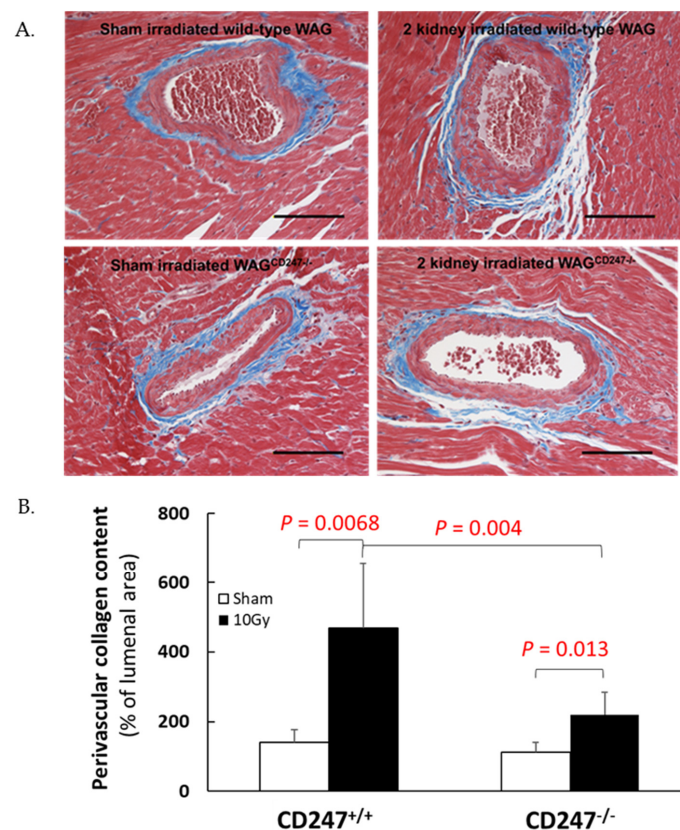 A.
Sham irradiated wild-type WAG
2 kidney irradiated wild-type WAG
Sham irradiated WAGCD247-/-
2 kidney irradiated WAGCD247-/-
B.
Perivascular collagen content
(% of lumenal area)
800
600
400
200
0
Sham
10Gy
P = 0.0068
P = 0.004
P = 0.013
CD247+/+
CD247-/-